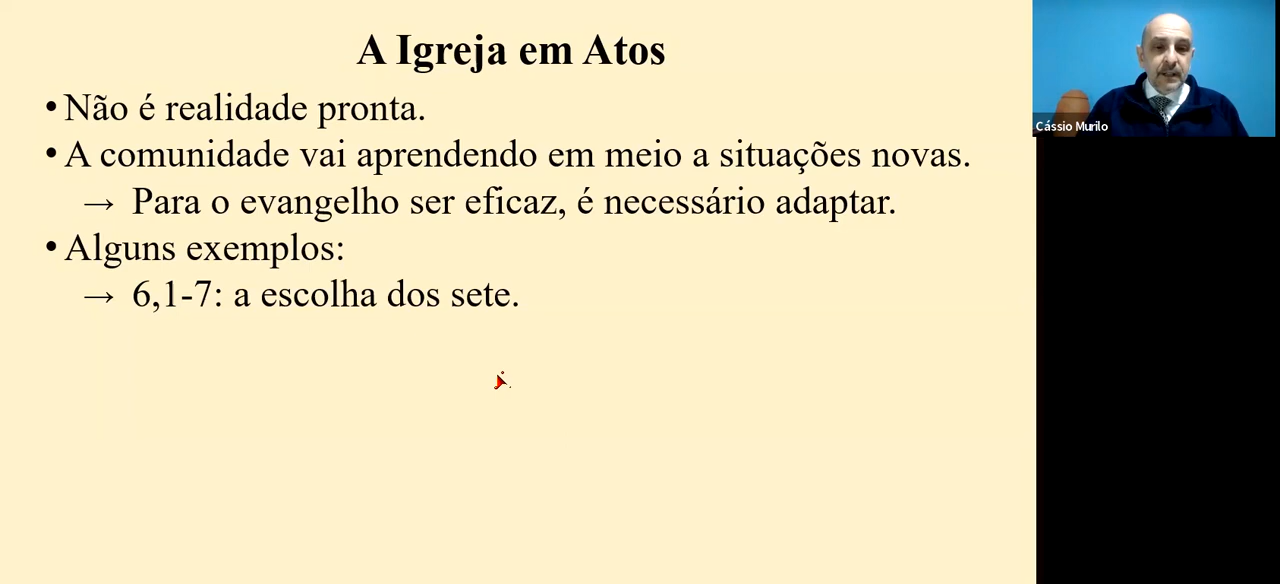 A Igreja em Atos
• Não é realidade pronta.
• A comunidade vai aprendendo em meio a situações novas.
→ Para o evangelho ser eficaz, é necessário adaptar.
• Alguns exemplos:
→ 6,1-7: a escolha dos sete.
Cássio Murilo